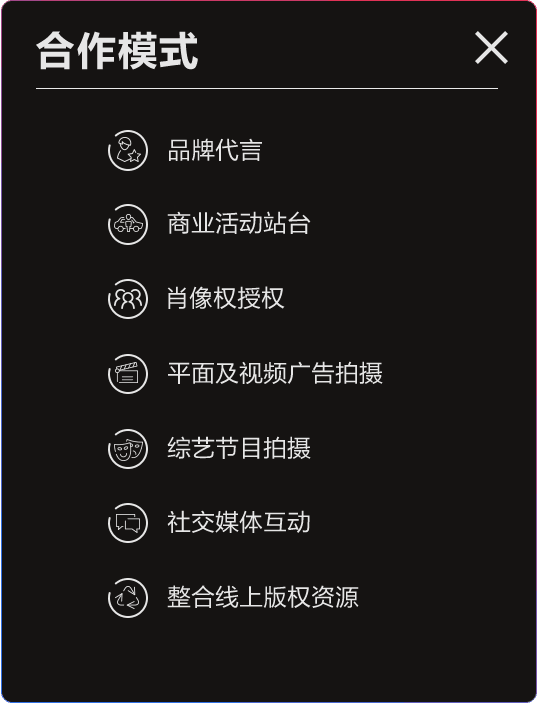 合作模式
品牌代言
商业活动站台
肖像权授权
平面及视频广告拍摄
综艺节目拍摄
社交媒体互动
整合线上版权资源